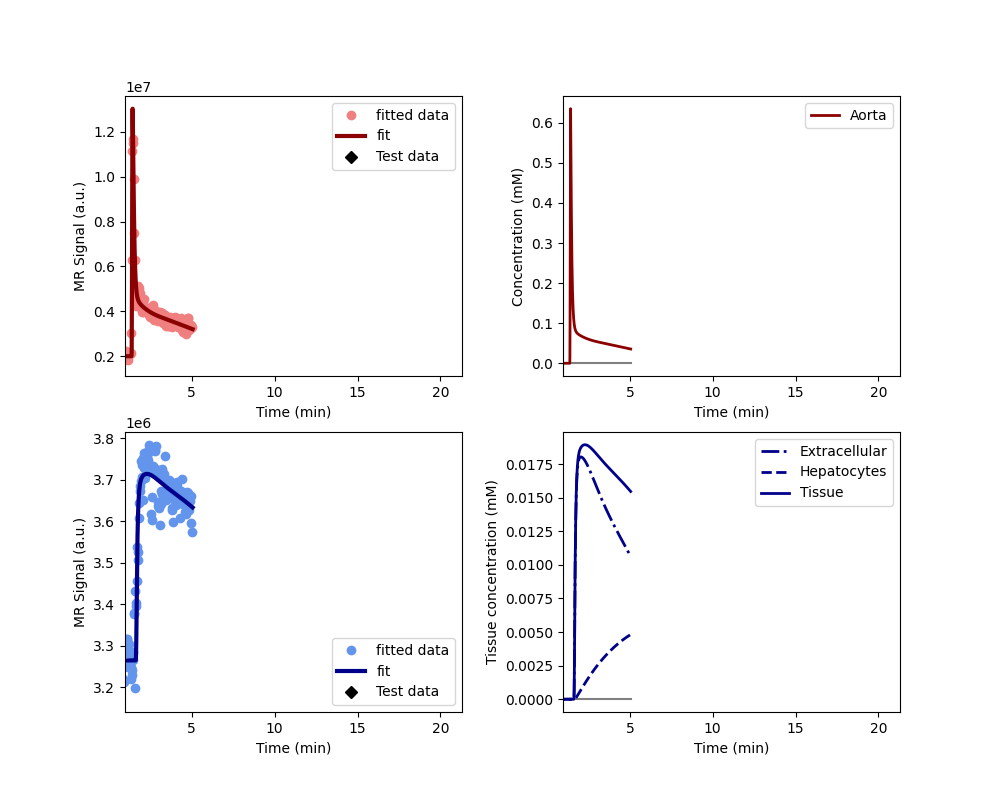 1e7
MR Signal (a.u.)
1.2
1.0
0.8
0.6
0.4
0.2
5
10
15
20
Time (min)
fitted data
fit
Test data
Concentration (mM)
0.6
0.5
0.4
0.3
0.2
0.1
0.0
5
10
15
20
Time (min)
Aorta
1e6
MR Signal (a.u.)
3.8
3.7
3.6
3.5
3.4
3.3
3.2
5
10
15
20
Time (min)
fitted data
fit
Test data
Tissue concentration (mM)
0.0175
0.0150
0.0125
0.0100
0.0075
0.0050
0.0025
0.0000
5
10
15
20
Time (min)
Extracellular
Hepatocytes
Tissue